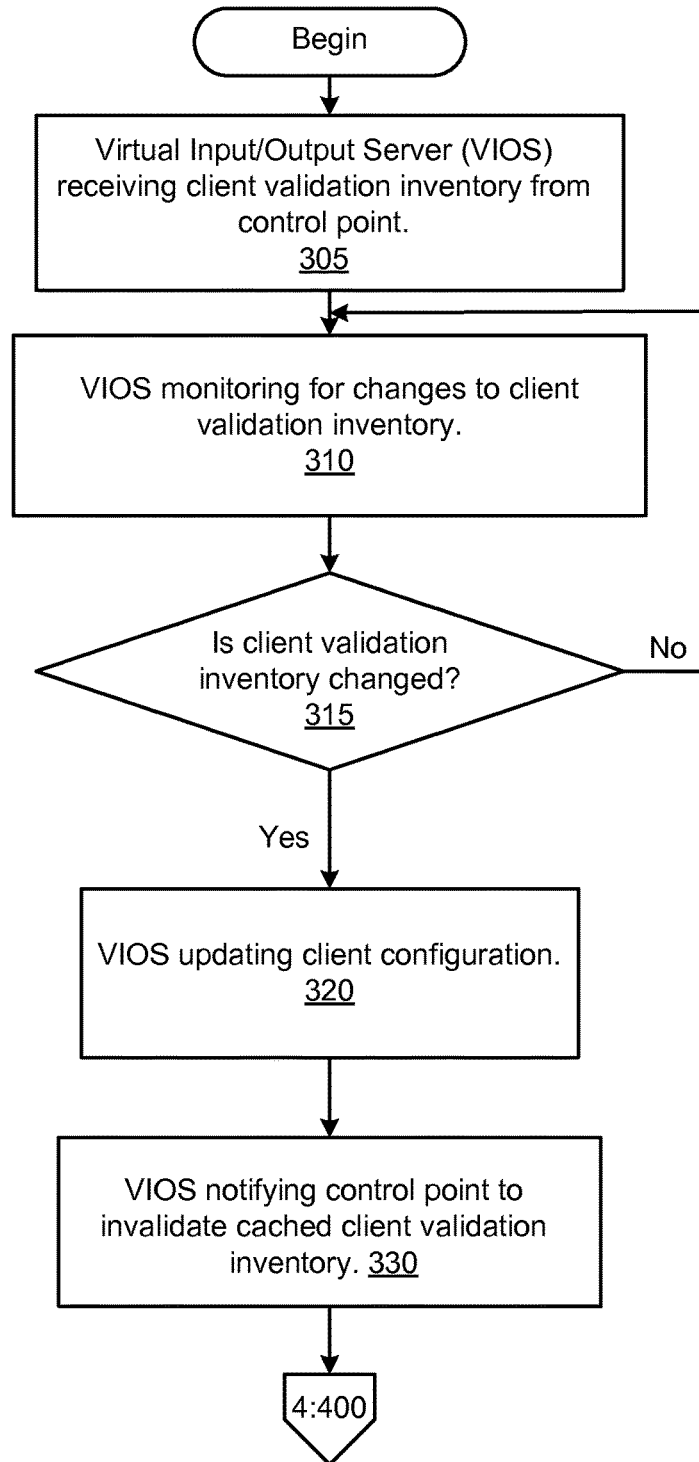 Begin
Virtual Input/Output Server (VIOS)
receiving client validation inventory from
control point.
305
VIOS monitoring for changes to client
validation inventory.
310
Is client validation
inventory changed?
315
No
Yes
VIOS updating client configuration.
320
VIOS notifying control point to
invalidate cached client validation
inventory. 330
4:400